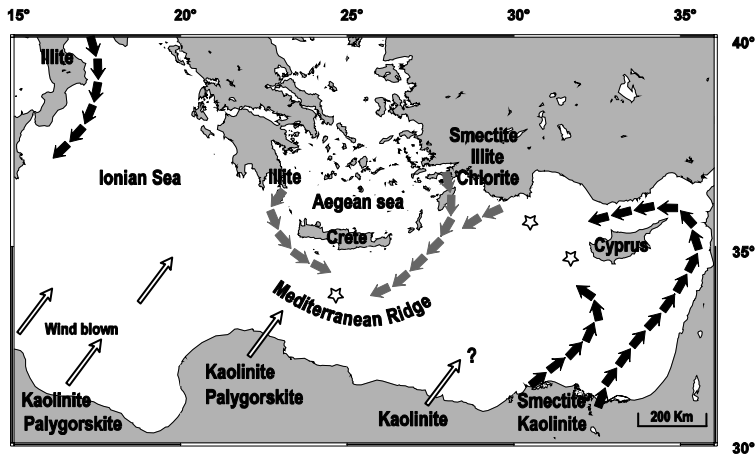 15° 20° 25° 30° 35°
40°
Illite
Smectite
Illite
Chlorite
Ionian Sea
Illite
Aegean sea
Crete
Cyprus
35°
Mediterranean Ridge
Wind blown
?
Kaolinite
Palygorskite
Kaolinite
Palygorskite
Kaolinite
Smectite
Kaolinite
200 Km
30°